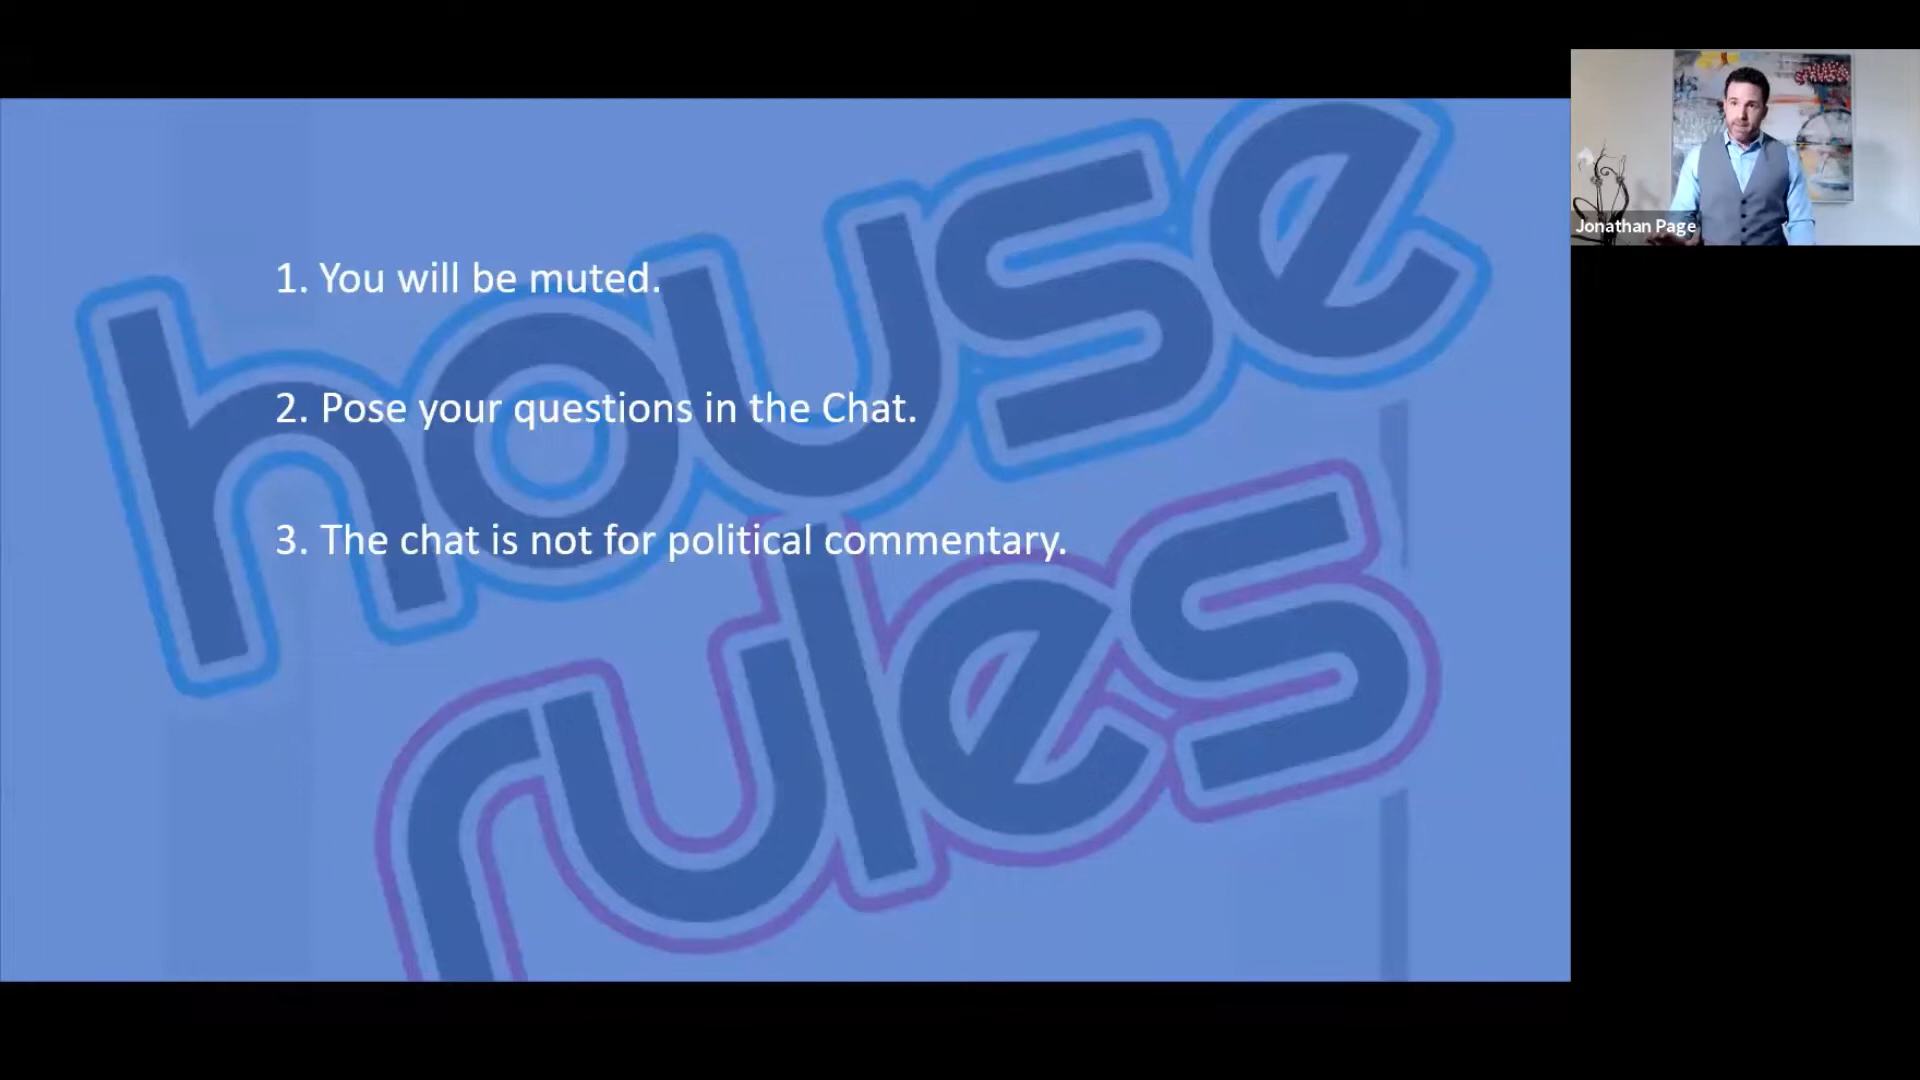 house
rules
1. You will be muted.
2. Pose your questions in the Chat.
3. The chat is not for political commentary.
Jonathan Page